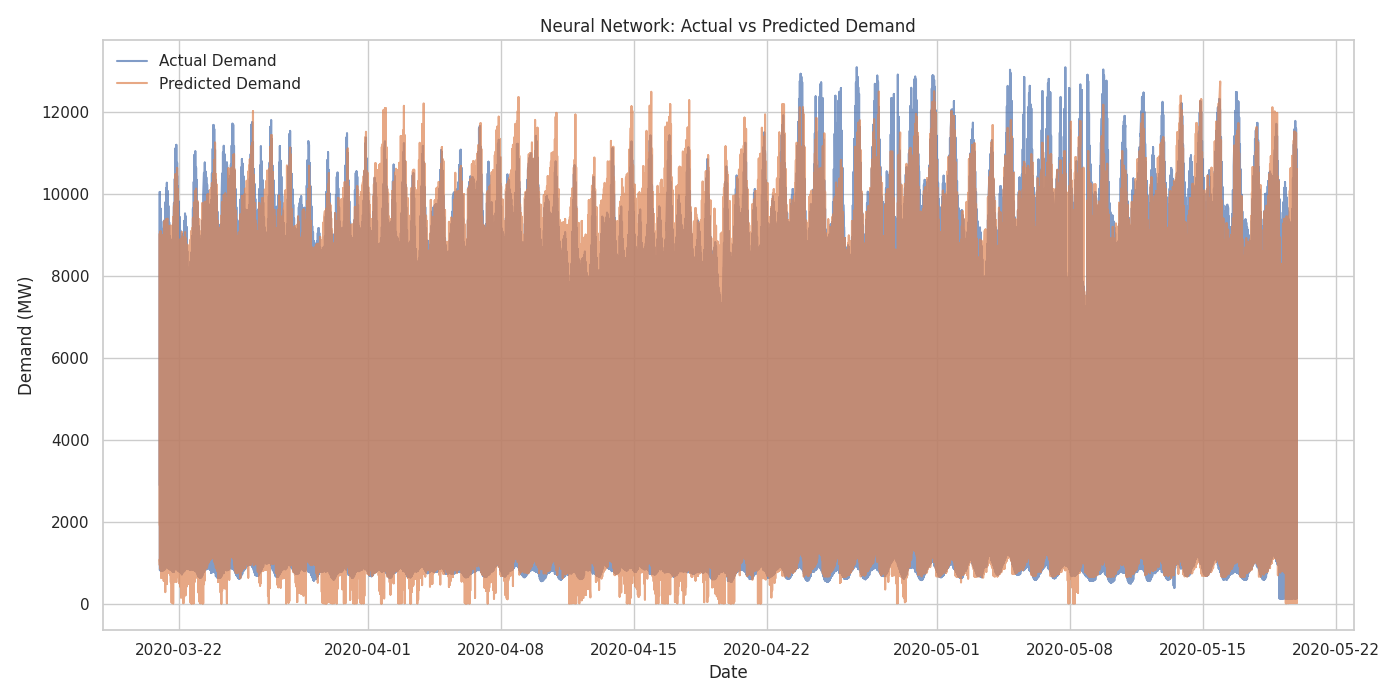 Neural Network: Actual vs Predicted Demand
Actual Demand
Predicted Demand
12000
10000
8000
6000
4000
2000
0
Demand (MW)
2020-03-22 2020-04-01 2020-04-08 2020-04-15 2020-04-22 2020-05-01 2020-05-08 2020-05-15 2020-05-22
Date